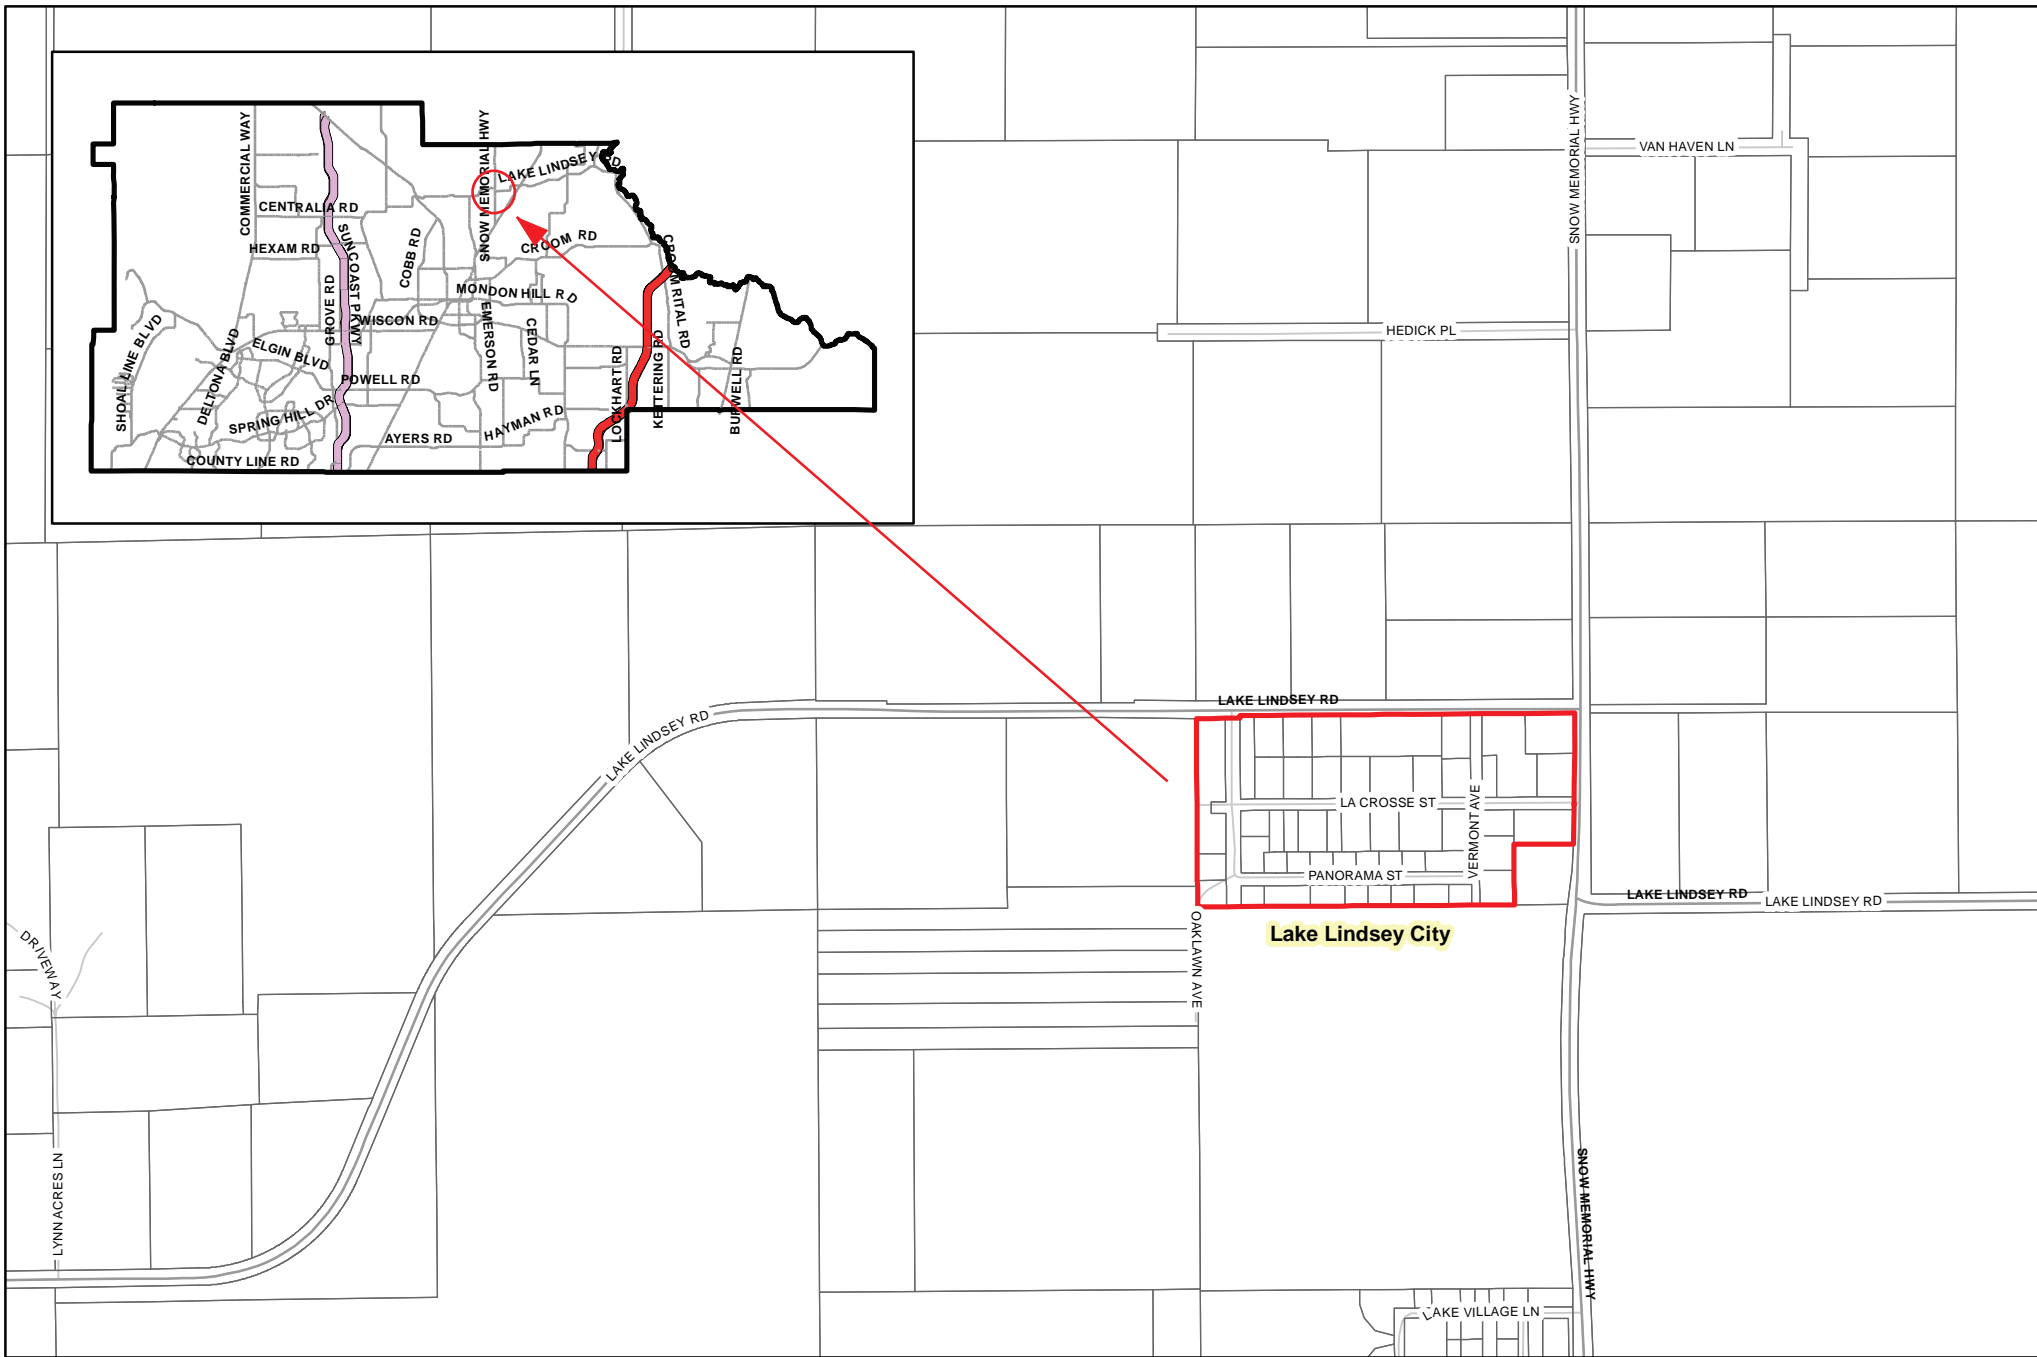 COMMERCIAL WAY
SNOW MEMORIAL HWY
LAKE LINDSEY RD
CENTRALIA RD
HEXAM RD
SUN COAST PKWY
COBB RD
CROOM RD
CROOM RITAL RD
MONDON HILL RD
GROVE RD
WISCON RD
EMERSON RD
CEDAR LN
SHOAL LINE BLVD
DELTONA BLVD
ELGIN BLVD
POWELL RD
LOCKHART RD
KETTERING RD
BURWELL RD
SPRING HILL DR
HAYMAN RD
AYERS RD
COUNTY LINE RD
SNOW MEMORIAL HWY
VAN HAVEN LN
HEDICK PL
LAKE LINDSEY RD
LAKE LINDSEY RD
LA CROSSE ST
VERMONT AVE
PANORAMA ST
LAKE LINDSEY RD
LAKE LINDSEY RD
Lake Lindsey City
OAKLAWN AVE
DRIVEWAY
LYNN ACRES LN
SNOW MEMORIAL HWY
LAKE VILLAGE LN